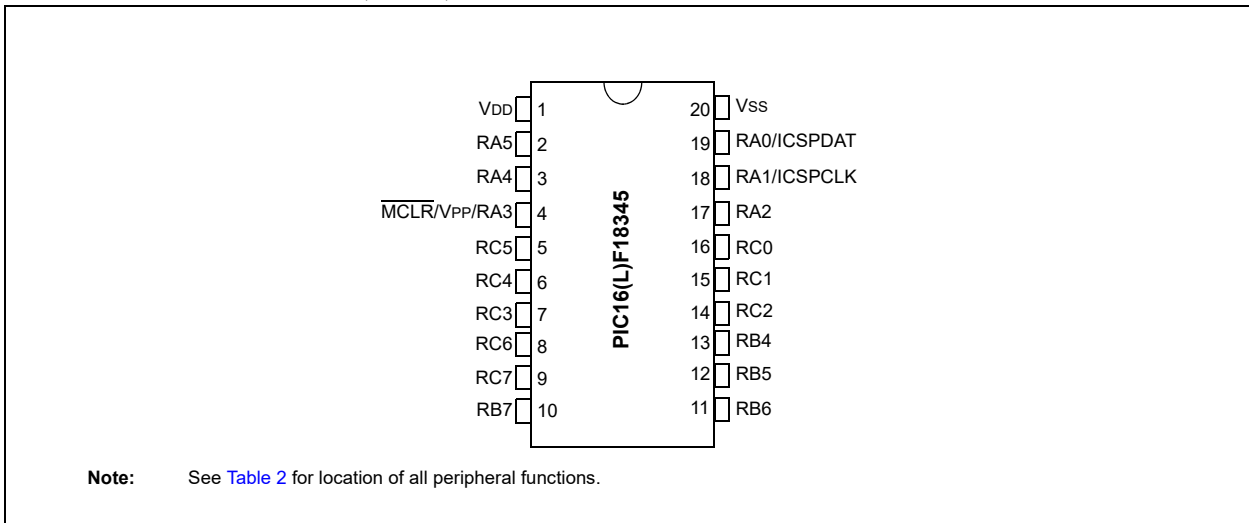 VDD 1 20 VSS
RA5 2 19 RA0/ICSPDAT
RA4 3 18 RA1/ICSPCLK
MCLR/VPP/RA3 4 17 RA2
RC5 5 16 RC0
RC4 6 15 RC1
RC3 7 14 RC2
RC6 8 13 RB4
RC7 9 12 RB5
RB7 10 11 RB6
PIC16(L)F18345
Note: See Table 2 for location of all peripheral functions.